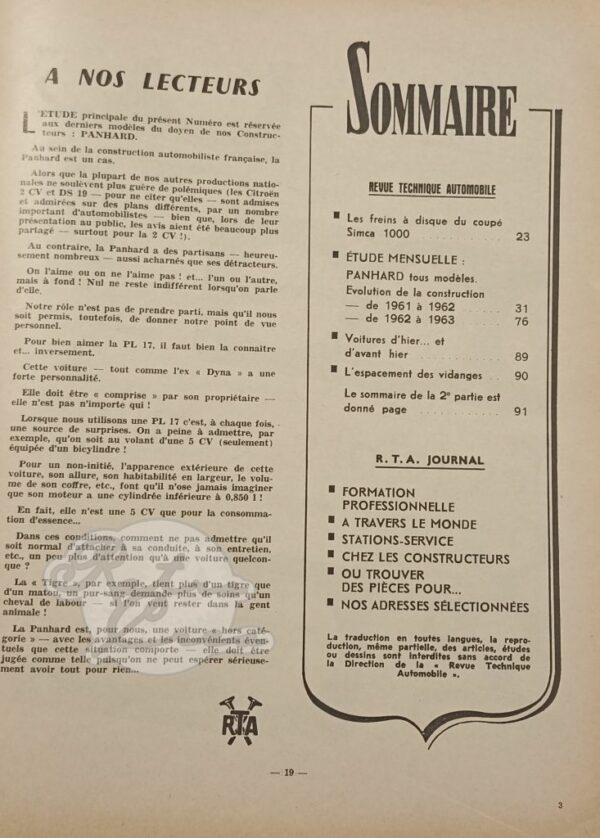 A NOS LECTEURS
L'ETUDE principale du présent Numéro est réservée
aux derniers modèles du doyen de nos Construc-
teurs : PANHARD.
Au sein de la construction automobiliste française, la
Panhard est un cas.
Alors que la plupart de nos autres productions natio-
nales ne soulèvent plus guère de polémiques (les Citroën
2 CV et DS 19 — pour ne citer qu'elles — sont admises
et admirées sur des plans différents, par un nombre
important d'automobilistes — bien que, lors de leur
présentation au public, les avis aient été beaucoup plus
partagé — surtout pour la 2 CV !).
Au contraire, la Panhard a des partisans — heureu-
sement nombreux — aussi acharnés que ses détracteurs.
On l'aime ou on ne l'aime pas ! et... l'un ou l'autre,
mais à fond ! Nul ne reste indifférent lorsqu'on parle
d'elle.
Notre rôle n'est pas de prendre parti, mais qu'il nous
soit permis, toutefois, de donner notre point de vue
personnel.
Pour bien aimer la PL 17, il faut bien la connaître
et... inversement.
Cette voiture — tout comme l'ex « Dyna » a une
forte personnalité.
Elle doit être « comprise » par son propriétaire —
elle n'est pas n'importe qui !
Lorsque nous utilisons une PL 17 c'est, à chaque fois,
une source de surprises. On a peine à admettre, par
exemple, qu'on soit au volant d'une 5 CV (seulement)
équipée d'un bicylindre !
Pour un non-initié, l'apparence extérieure de cette
voiture, son allure, son habitabilité en largeur, le volu-
me de son coffre, etc., font qu'il n'ose jamais imaginer
que son moteur a une cylindrée inférieure à 0,850 l !
En fait, elle n'est une 5 CV que pour la consomma-
tion d'essence...
Dans ces conditions, comment ne pas admettre qu'il
soit normal d'attacher à sa conduite, à son entretien,
etc., un peu plus d'attention qu'à une voiture quelcon-
que ?
La « Tigre », par exemple, tient plus d'un tigre que
d'un matou, un pur-sang demande plus de soins qu'un
cheval de labour — si l'on veut rester dans la gent
animale !
La Panhard est, pour nous, une voiture « hors caté-
gorie » — avec les avantages et les inconvénients éven-
tuels que cette situation comporte — elle doit être
jugée comme telle puisqu'on ne peut espérer sérieuse-
ment avoir tout pour rien...
RTA
SOMMAIRE
REVUE TECHNIQUE AUTOMOBILE
■ Les freins à disque du coupé
Simca 1000 ........ 23
■ ÉTUDE MENSUELLE :
PANHARD tous modèles.
Evolution de la construction
— de 1961 à 1962 ..... 31
— de 1962 à 1963 ..... 76
■ Voitures d'hier... et
d'avant hier ........ 89
■ L'espacement des vidanges .. 90
Le sommaire de la 2e partie est
donné page ......... 91
R. T. A. JOURNAL
■ FORMATION
PROFESSIONNELLE
■ A TRAVERS LE MONDE
■ STATIONS-SERVICE
■ CHEZ LES CONSTRUCTEURS
■ OU TROUVER
DES PIÈCES POUR...
■ NOS ADRESSES SÉLECTIONNÉES
La traduction en toutes langues, la repro-
duction, même partielle, des articles, études
ou dessins sont interdites sans accord de
la Direction de la « Revue Technique
Automobile ».
— 19 —
3